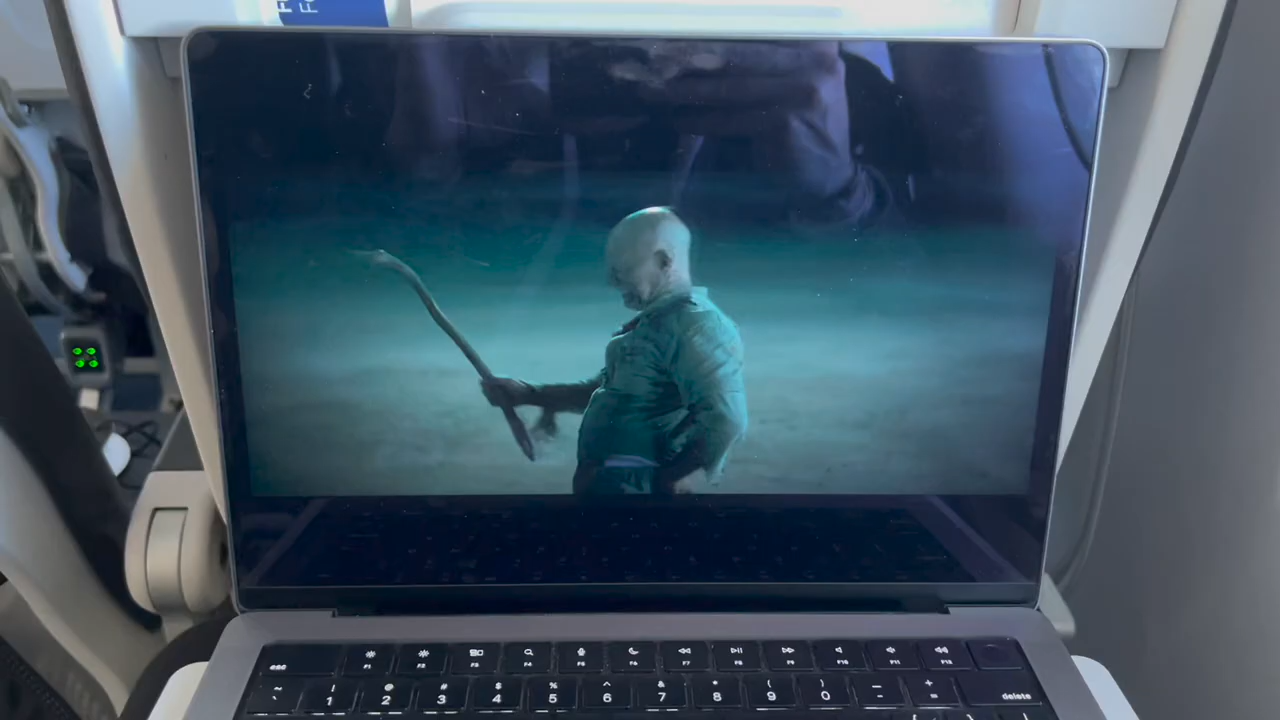 esc F1 F2 F3 F4 F5 F6 F7 F8 F9 F10 F11 F12
~ ! @ # $ % ^ & * ( ) _ +
` 1 2 3 4 5 6 7 8 9 0 - = delete